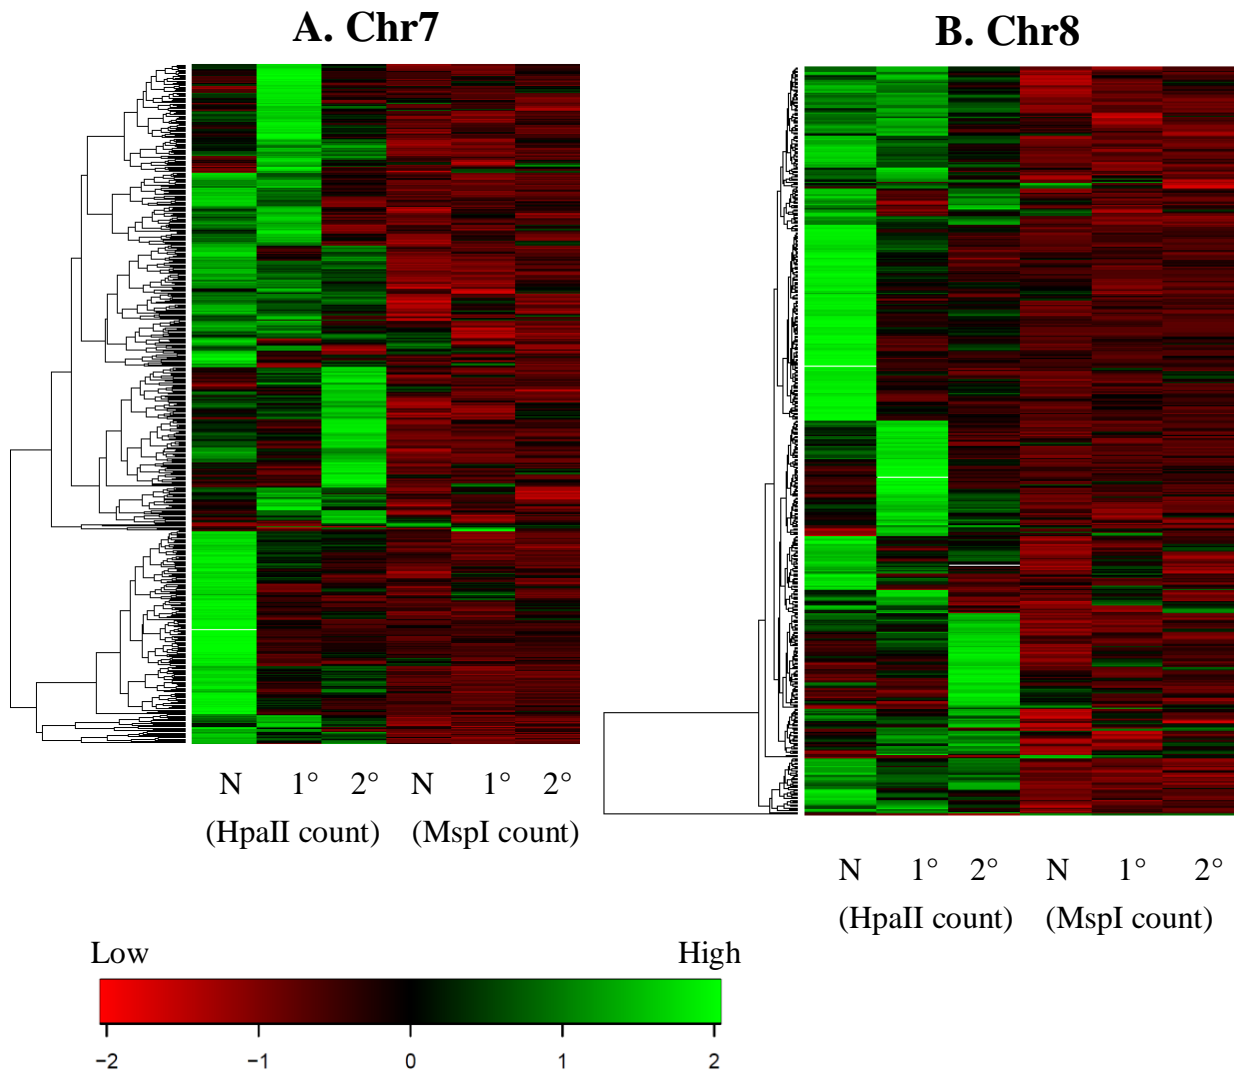 A. Chr7
B. Chr8
N 1° 2° N 1° 2°
(HpaII count) (MspI count)
N 1° 2° N 1° 2°
(HpaII count) (MspI count)
Low High
−2 −1 0 1 2